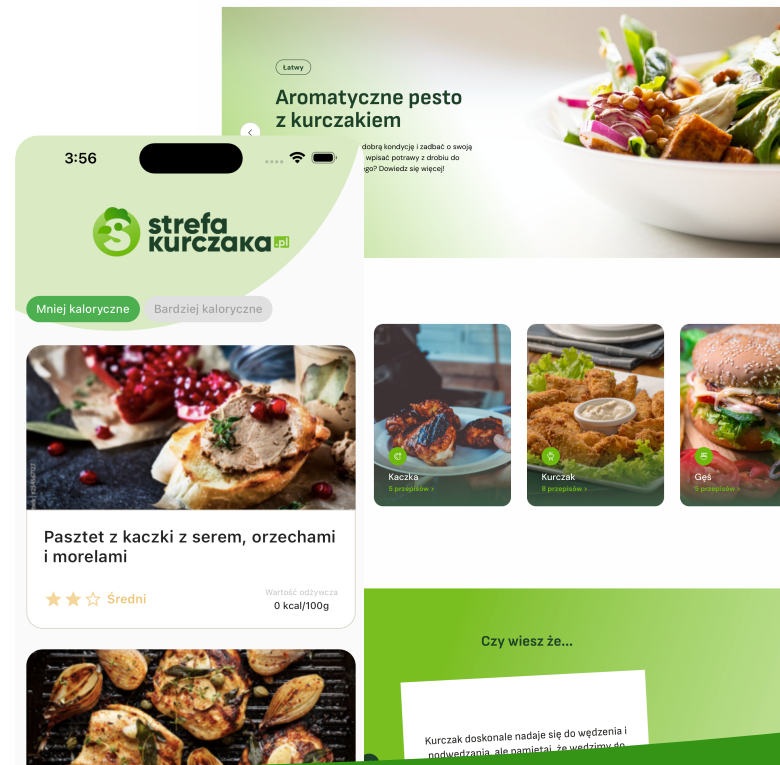 Łatwy
Aromatyczne pesto
z kurczakiem
dobrą kondycję i zadbać o swoją
wpisać potrawy z drobiu do
go? Dowiedz się więcej!
3:56
strefa
kurczaka.pl
Mniej kaloryczne
Bardziej kaloryczne
Pasztet z kaczki z serem, orzechami
i morelami
Średni
Wartość odżywcza
0 kcal/100g
Kaczka
5 przepisów ›
Kurczak
8 przepisów ›
Gęś
5 przepisów ›
Czy wiesz że...
Kurczak doskonale nadaje się do wędzenia i
podwędzania, ale pamiętaj, że wędzimy do